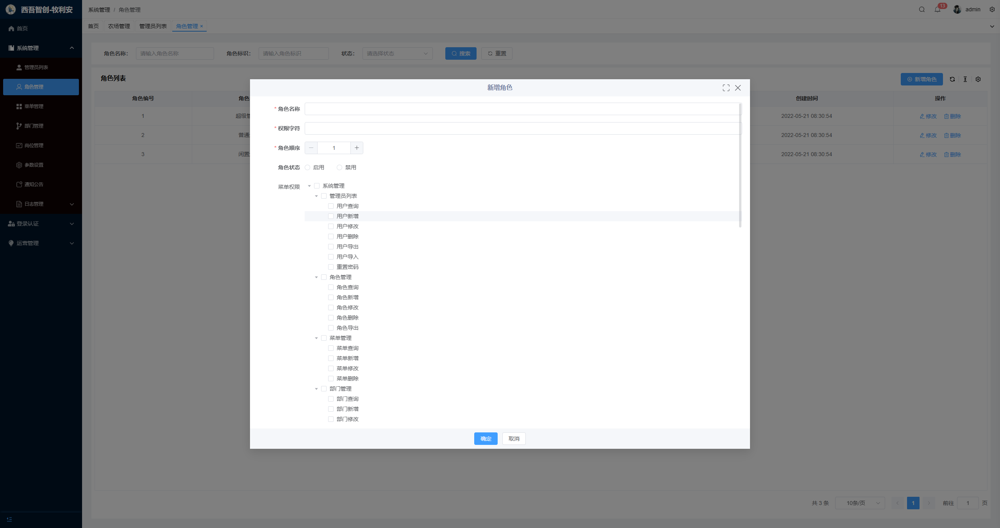 西吾智创-牧利安
系统管理 / 角色管理
13
admin
首页
系统管理
管理员列表
角色管理
菜单管理
部门管理
岗位管理
参数设置
通知公告
日志管理
登录认证
运营管理
首页 农场管理 管理员列表 角色管理 ×
角色名称： 请输入角色名称 角色标识： 请输入角色标识 状态： 请选择状态 搜索 重置
角色列表 新增角色
角色编号 角色 创建时间 操作
1 超级管 2022-05-21 08:30:54 修改 删除
2 普通 2022-05-21 08:30:54 修改 删除
3 闲置 2022-05-21 08:30:54 修改 删除
新增角色
* 角色名称
* 权限字符
* 角色顺序 1
角色状态 启用 禁用
菜单权限 系统管理
管理员列表
用户查询
用户新增
用户修改
用户删除
用户导出
用户导入
重置密码
角色管理
角色查询
角色新增
角色修改
角色删除
角色导出
菜单管理
菜单查询
菜单新增
菜单修改
菜单删除
部门管理
部门查询
部门新增
部门修改
确定 取消
共 3 条 10条/页 1 前往 1 页